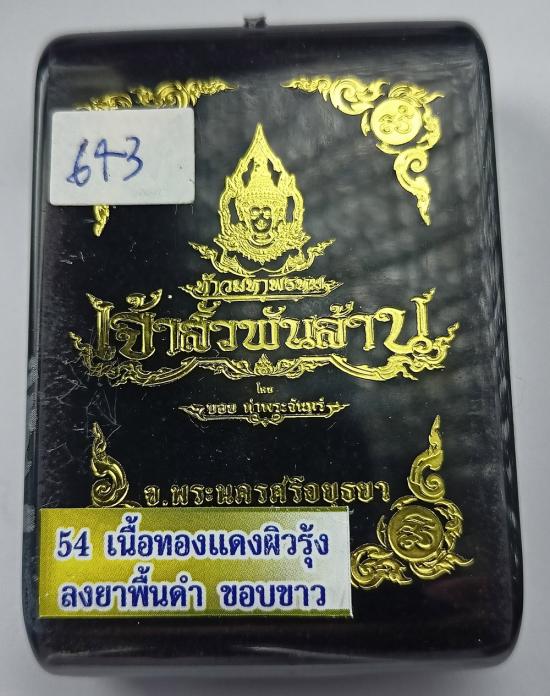 643
ท้าวมหาพรหม
เจ้าสัวพันล้าน
โดย
บอย ท่าพระจันทร์
จ.พระนครศรีอยุธยา
54 เนื้อทองแดงผิวรุ้ง
ลงยาพื้นดำ ขอบขาว